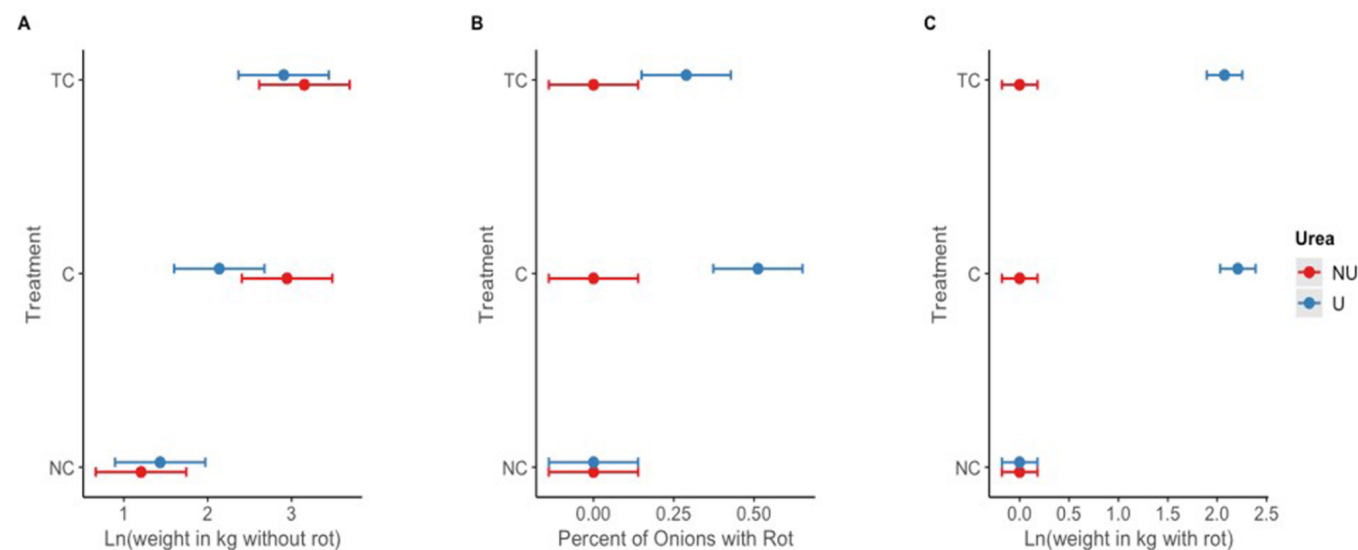 A
TC
C
NC
Treatment
1 2 3
Ln(weight in kg without rot)
B
TC
C
NC
Treatment
0.00 0.25 0.50
Percent of Onions with Rot
C
TC
C
NC
Treatment
0.0 0.5 1.0 1.5 2.0 2.5
Ln(weight in kg with rot)
Urea
NU
U